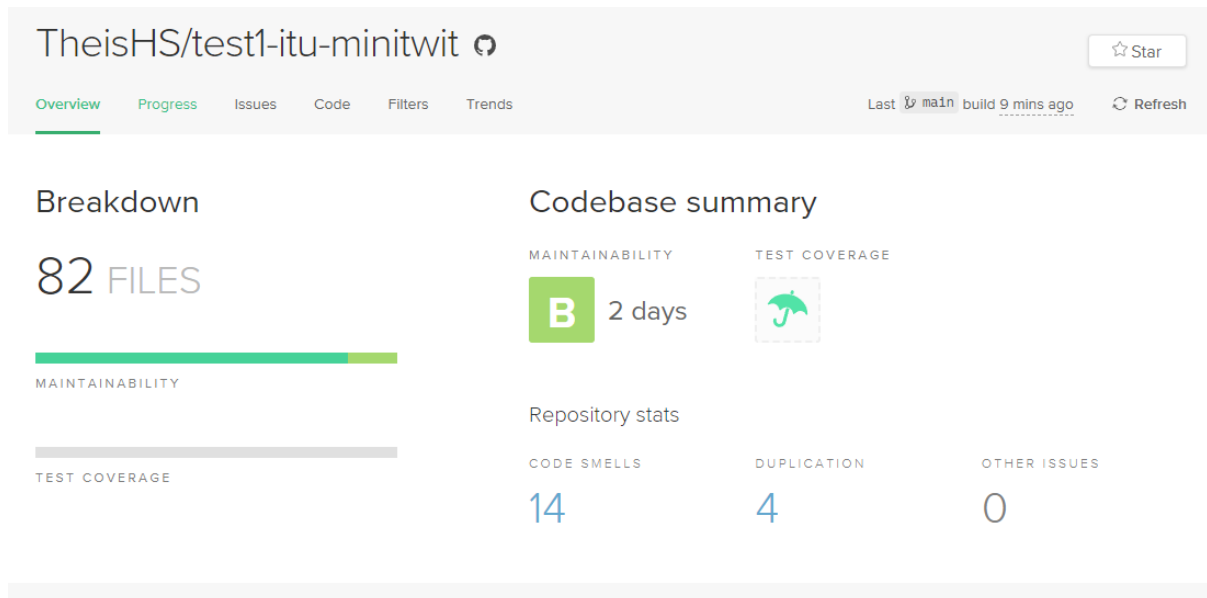 TheisHS/test1-itu-minitwit
Star
Overview Progress Issues Code Filters Trends
Last main build 9 mins ago Refresh
Breakdown
82 FILES
MAINTAINABILITY
TEST COVERAGE
Codebase summary
MAINTAINABILITY TEST COVERAGE
B 2 days
Repository stats
CODE SMELLS DUPLICATION OTHER ISSUES
14 4 0